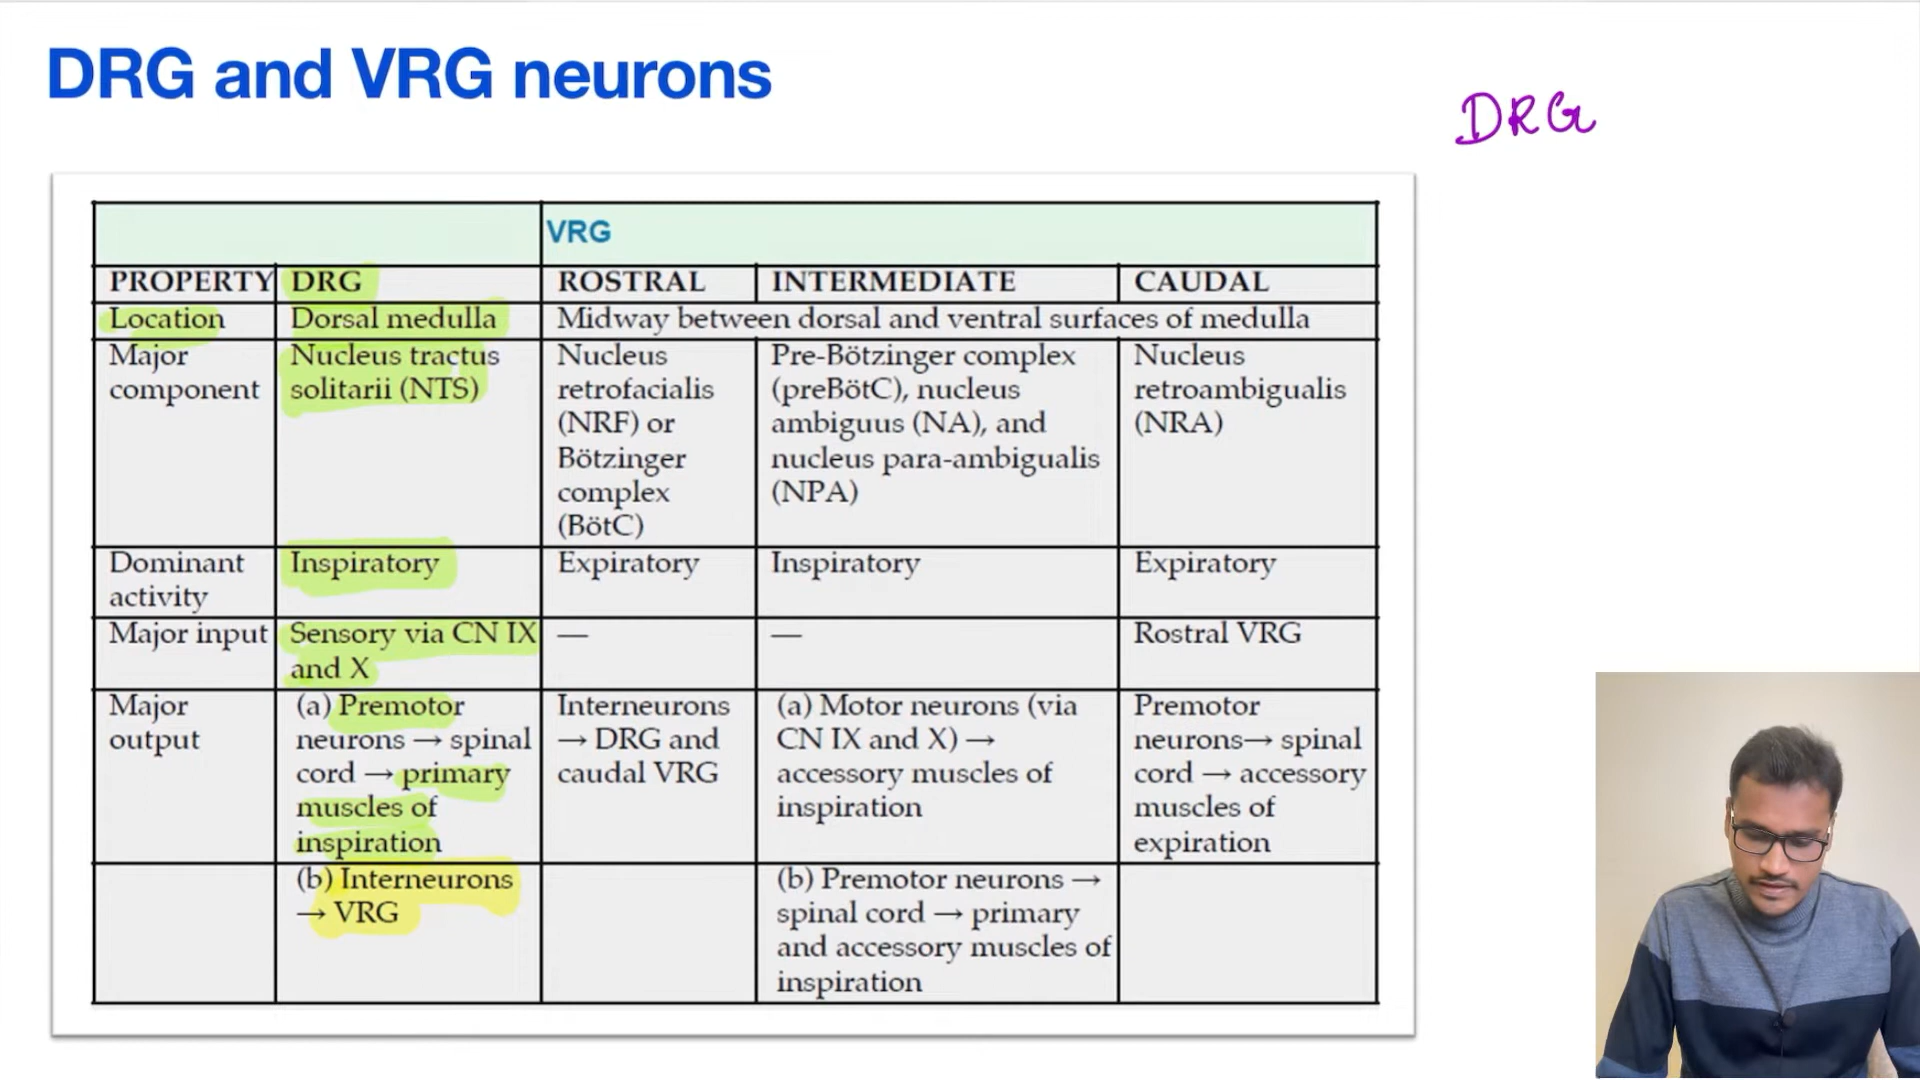 DRG and VRG neurons
DRG
VRG
PROPERTY DRG ROSTRAL INTERMEDIATE CAUDAL
Location Dorsal medulla Midway between dorsal and ventral surfaces of medulla
Major
component
Nucleus tractus
solitarii (NTS)
Nucleus
retrofacialis
(NRF) or
Bötzinger
complex
(BötC)
Pre-Bötzinger complex
(preBötC), nucleus
ambiguus (NA), and
nucleus para-ambigualis
(NPA)
Nucleus
retroambigualis
(NRA)
Dominant
activity
Inspiratory
Expiratory
Inspiratory
Expiratory
Major input
Sensory via CN IX
and X
—
—
Rostral VRG
Major
output
(a) Premotor
neurons → spinal
cord → primary
muscles of
inspiration
Interneurons
→ DRG and
caudal VRG
(a) Motor neurons (via
CN IX and X) →
accessory muscles of
inspiration
Premotor
neurons→ spinal
cord → accessory
muscles of
expiration
(b) Interneurons
→ VRG
(b) Premotor neurons →
spinal cord → primary
and accessory muscles of
inspiration